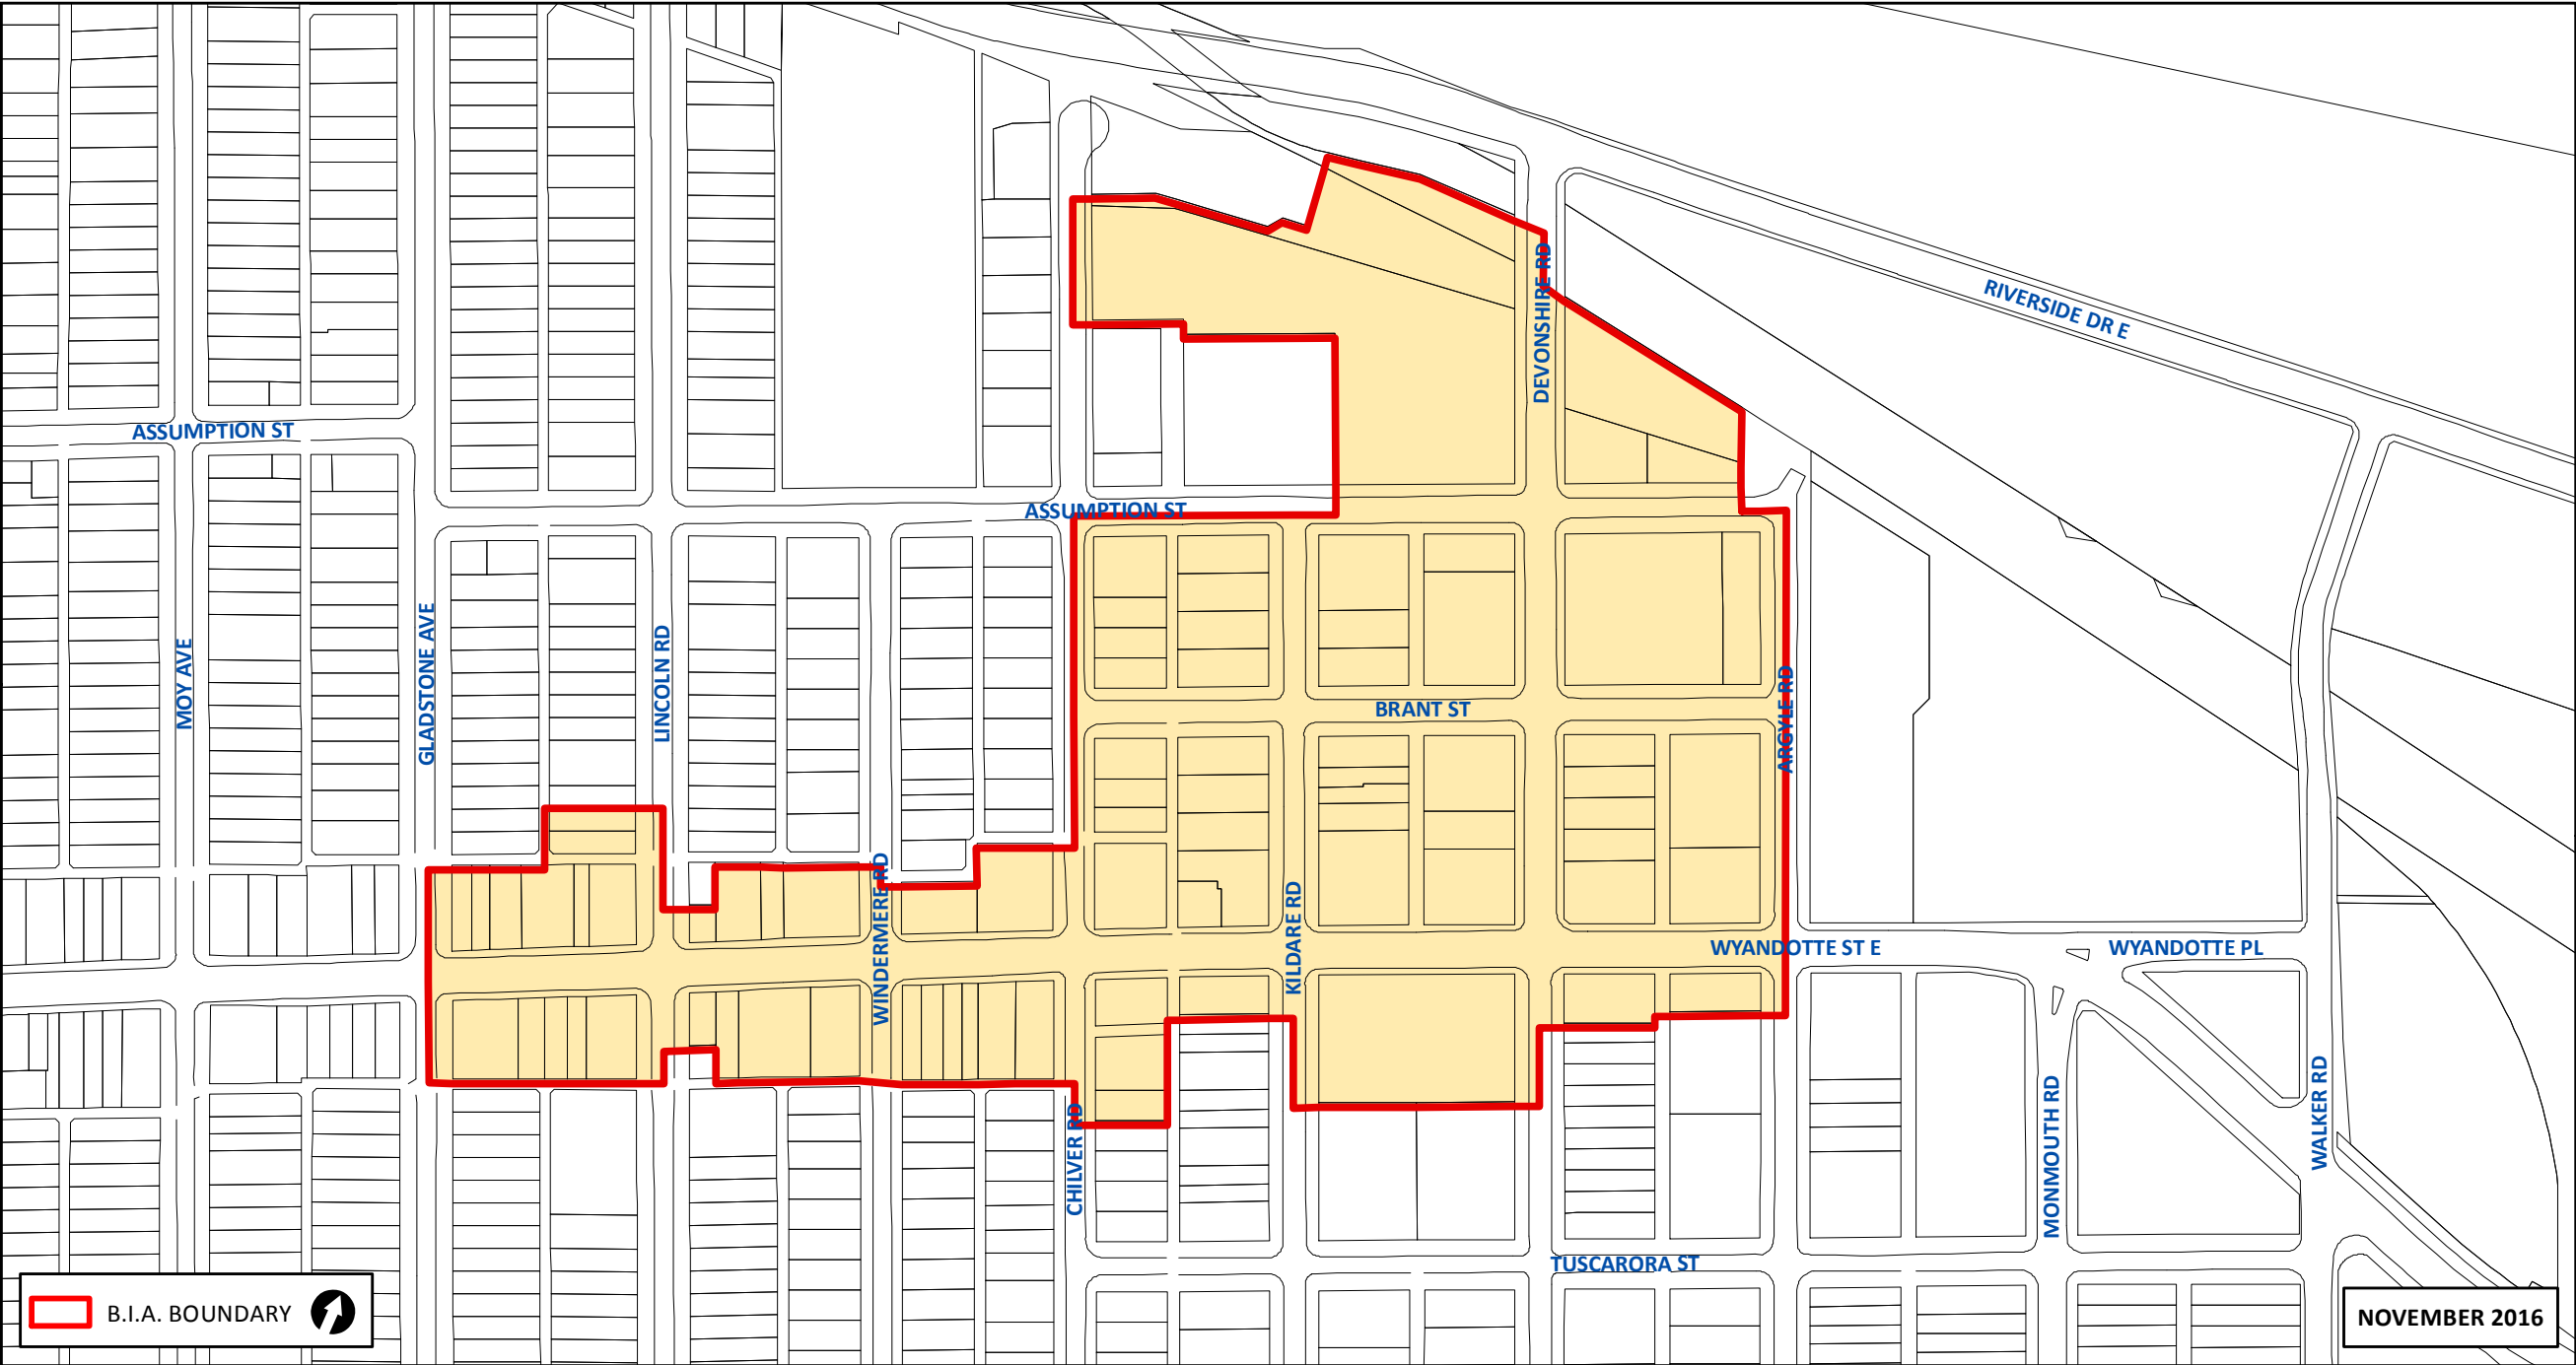 RIVERSIDE DR E
DEVONSHIRE RD
ASSUMPTION ST
ASSUMPTION ST
MOY AVE
GLADSTONE AVE
LINCOLN RD
BRANT ST
ARGYLE RD
WINDERMERE RD
KILDARE RD
WYANDOTTE ST E
WYANDOTTE PL
CHILVER RD
MONMOUTH RD
WALKER RD
TUSCARORA ST
B.I.A. BOUNDARY
NOVEMBER 2016